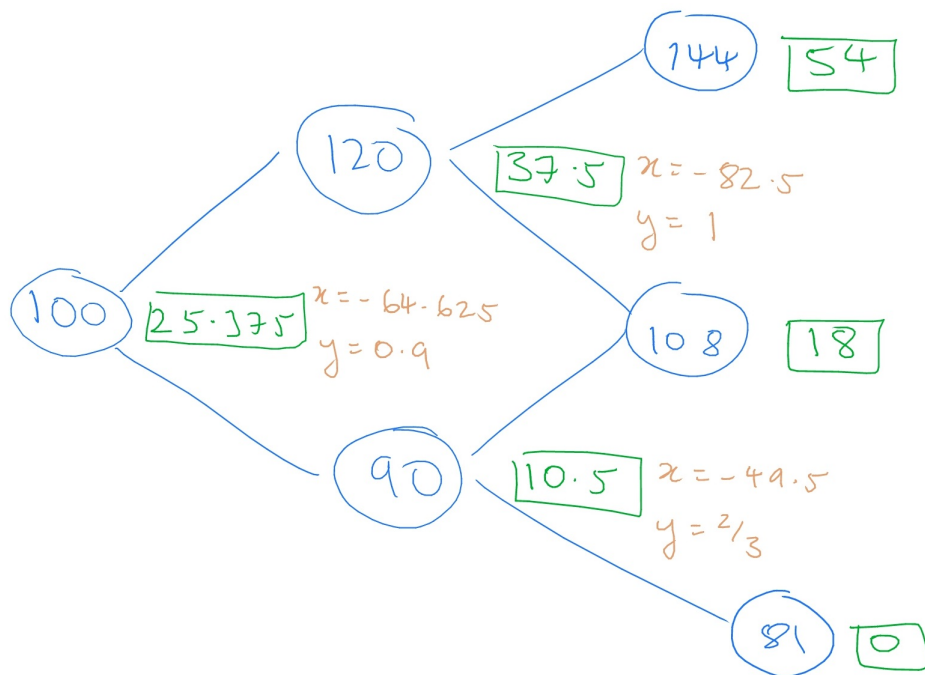 144
54
120
37.5
x = -82.5
y = 1
100
25.375
x = -64.625
y = 0.9
108
18
90
10.5
x = -49.5
y = 2/3
81
0